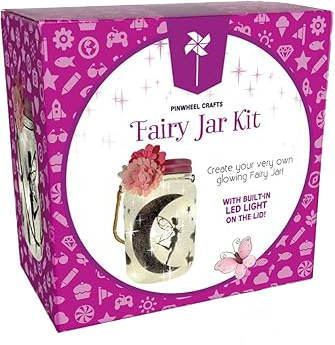 PINWHEEL CRAFTS
Fairy Jar Kit
Create your very own
glowing Fairy Jar!
WITH BUILT-IN
LED LIGHT
ON THE LID!